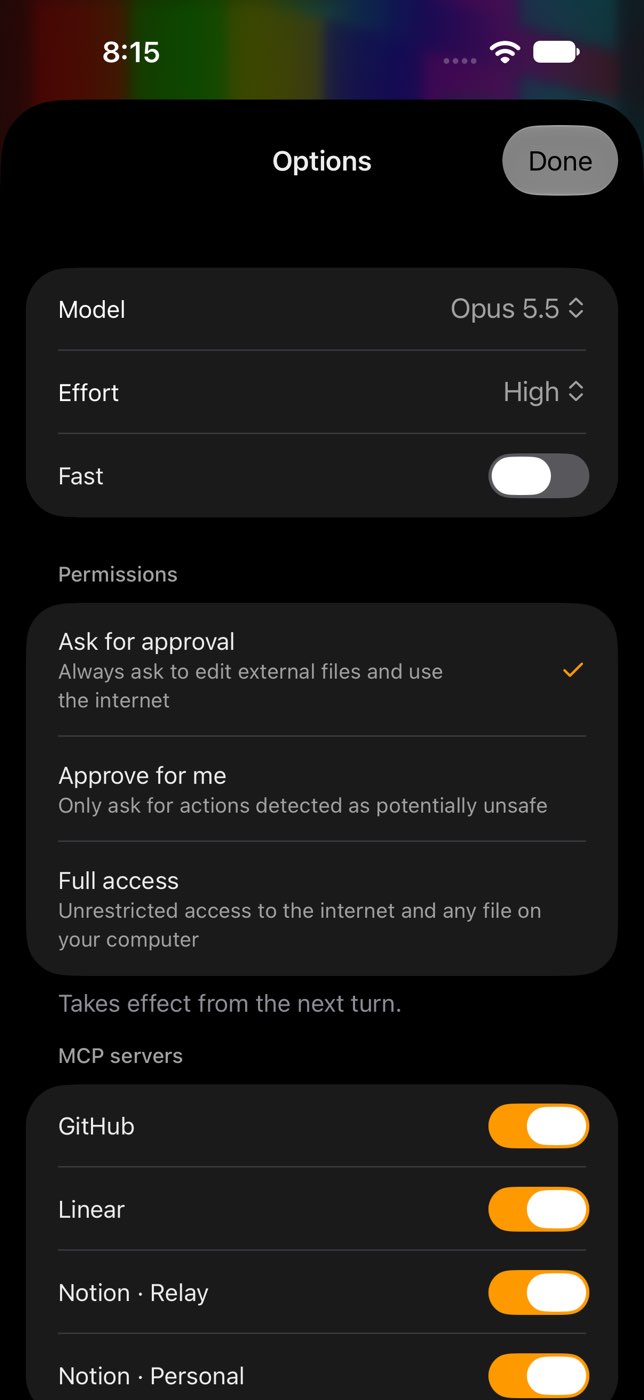 8:15
Options
Done
Model
Opus 5.5
Effort
High
Fast
Permissions
Ask for approval
Always ask to edit external files and use
the internet
Approve for me
Only ask for actions detected as potentially unsafe
Full access
Unrestricted access to the internet and any file on
your computer
Takes effect from the next turn.
MCP servers
GitHub
Linear
Notion · Relay
Notion · Personal